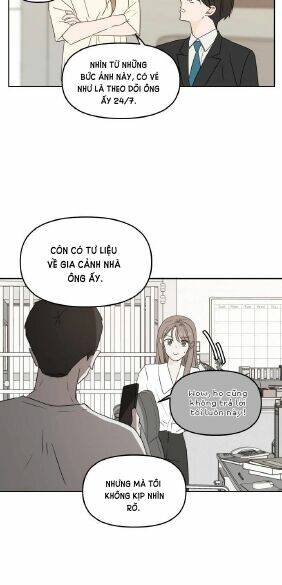 NHÌN TỪ NHỮNG
BỨC ẢNH NÀY, CÓ VẺ
NHƯ LÀ THEO DÕI ÔNG
ẤY 24/7.
CÒN CÓ TƯ LIỆU
VỀ GIA CẢNH NHÀ
ÔNG ẤY.
Wow, họ cũng
không trả lời
tôi luôn này!
NHƯNG MÀ TÔI
KHÔNG KỊP NHÌN
RÕ.